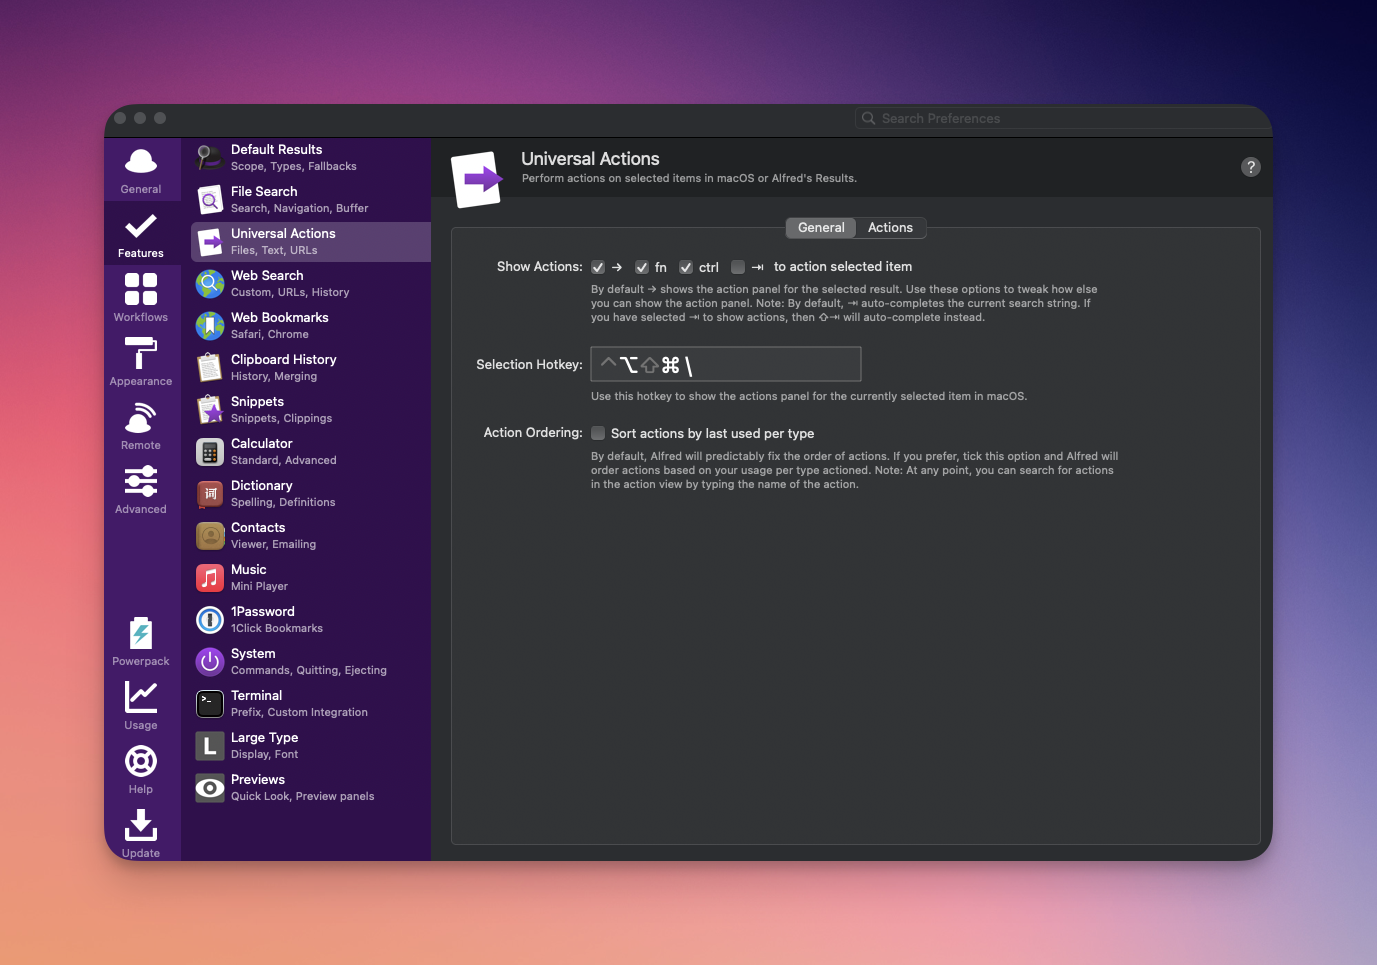 Search Preferences
General
Features
Workflows
Appearance
Remote
Advanced
Powerpack
Usage
Help
Update
Default Results
Scope, Types, Fallbacks
File Search
Search, Navigation, Buffer
Universal Actions
Files, Text, URLs
Web Search
Custom, URLs, History
Web Bookmarks
Safari, Chrome
Clipboard History
History, Merging
Snippets
Snippets, Clippings
Calculator
Standard, Advanced
词
Dictionary
Spelling, Definitions
Contacts
Viewer, Emailing
Music
Mini Player
1Password
1Click Bookmarks
System
Commands, Quitting, Ejecting
>_
Terminal
Prefix, Custom Integration
L
Large Type
Display, Font
Previews
Quick Look, Preview panels
Universal Actions
Perform actions on selected items in macOS or Alfred's Results.
?
General Actions
Show Actions: → fn ctrl ⇥ to action selected item
By default → shows the action panel for the selected result. Use these options to tweak how else
you can show the action panel. Note: By default, ⇥ auto-completes the current search string. If
you have selected ⇥ to show actions, then ⇧⇥ will auto-complete instead.
Selection Hotkey: ^⌥⇧⌘\
Use this hotkey to show the actions panel for the currently selected item in macOS.
Action Ordering: Sort actions by last used per type
By default, Alfred will predictably fix the order of actions. If you prefer, tick this option and Alfred will
order actions based on your usage per type actioned. Note: At any point, you can search for actions
in the action view by typing the name of the action.